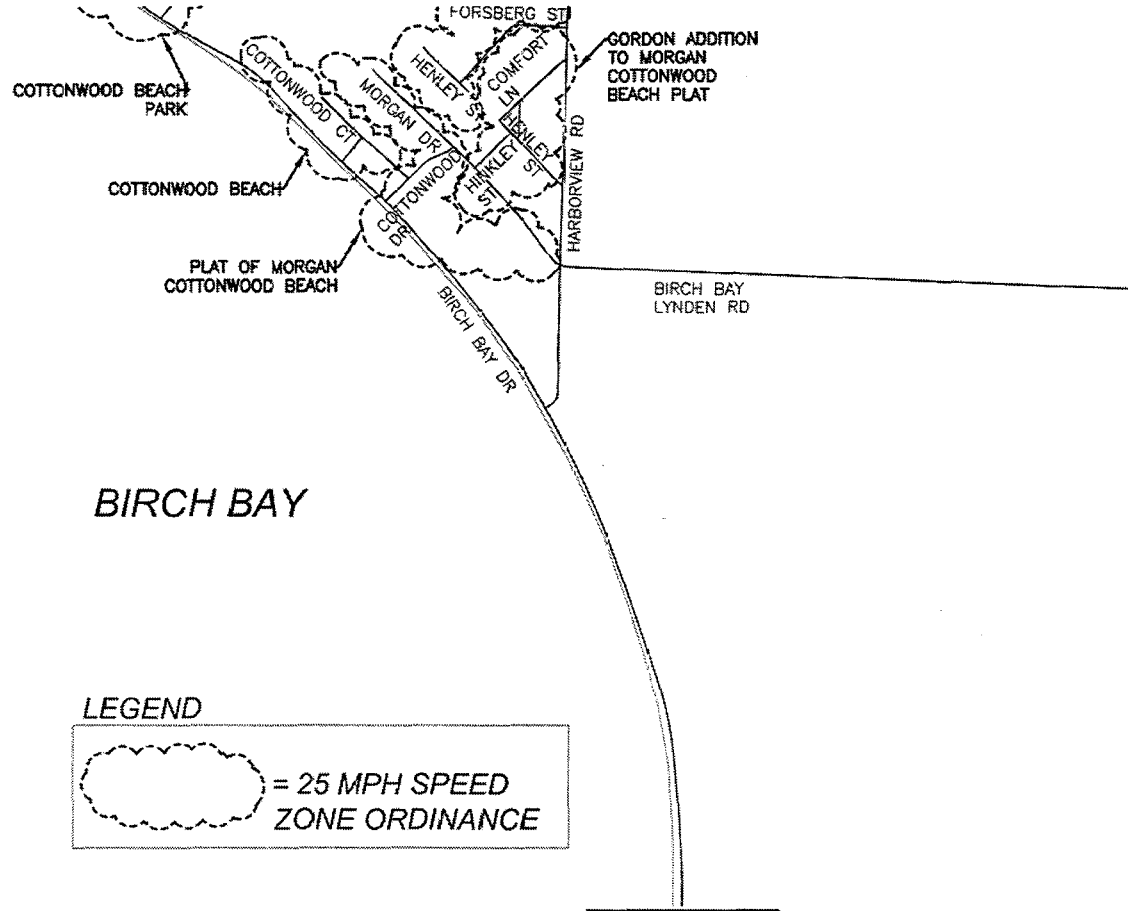 FORSBERG ST
GORDON ADDITION
TO MORGAN
COTTONWOOD
BEACH PLAT
COTTONWOOD BEACH
PARK
COTTONWOOD CT
HENLEY ST
COMFORT
LN
MORGAN DR
HENLEY
ST
HINKLEY
ST
HARBORVIEW RD
COTTONWOOD BEACH
COTTONWOOD
DR
PLAT OF MORGAN
COTTONWOOD BEACH
BIRCH BAY
LYNDEN RD
BIRCH BAY DR
BIRCH BAY
LEGEND
= 25 MPH SPEED
ZONE ORDINANCE